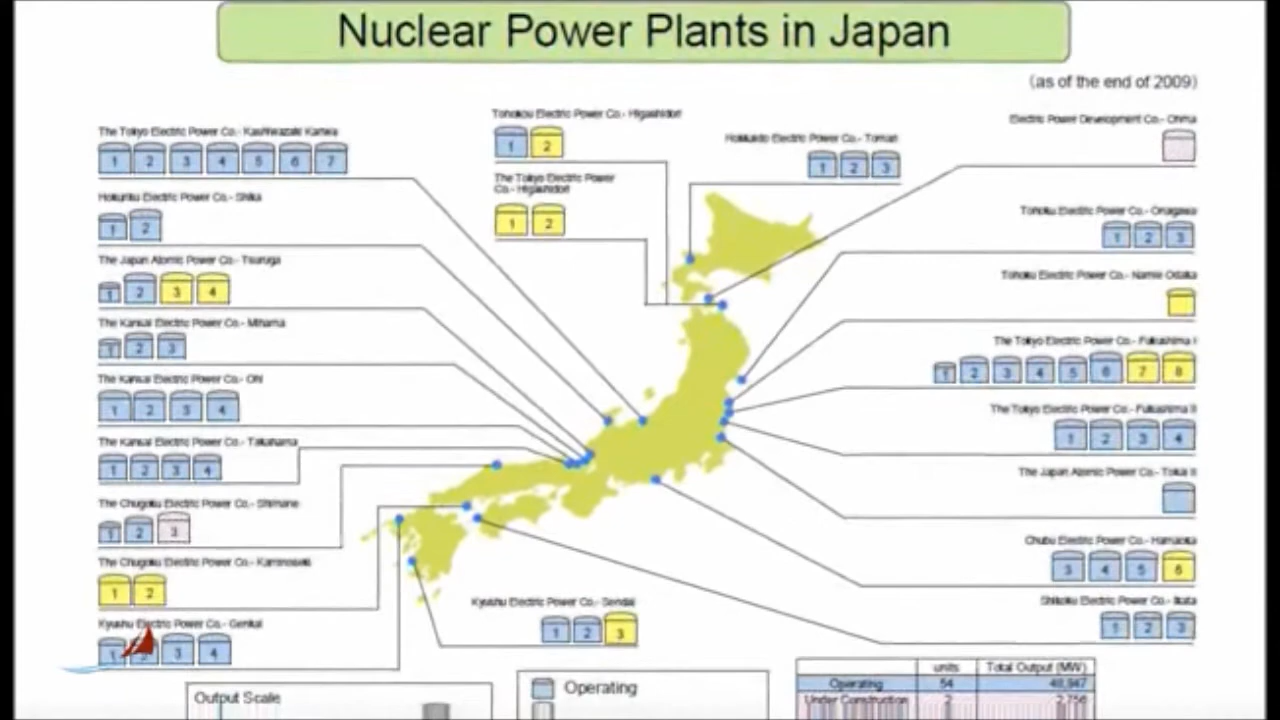 Nuclear Power Plants in Japan
(as of the end of 2009)
The Tokyo Electric Power Co.- Kashiwazaki Kariwa
1 2 3 4 5 6 7
Hokuriku Electric Power Co.- Shika
1 2
The Japan Atomic Power Co.- Tsuruga
1 2 3 4
The Kansai Electric Power Co.- Mihama
1 2 3
The Kansai Electric Power Co.- Ohi
1 2 3 4
The Kansai Electric Power Co.- Takahama
1 2 3 4
The Chugoku Electric Power Co.- Shimane
1 2 3
The Chugoku Electric Power Co.- Kaminoseki
1 2
Kyushu Electric Power Co.- Genkai
1 3 4
Tohokou Electric Power Co.- Higashidori
1 2
The Tokyo Electric Power
Co.- Higashidori
1 2
Hokkaido Electric Power Co.- Tomari
1 2 3
Electric Power Development Co.- Ohma
Tohoku Electric Power Co.- Onagawa
1 2 3
Tohoku Electric Power Co.- Namie Odaka
The Tokyo Electric Power Co.- Fukushima I
1 2 3 4 5 6 7 8
The Tokyo Electric Power Co.- Fukushima II
1 2 3 4
The Japan Atomic Power Co.- Tokai II
Chubu Electric Power Co.- Hamaoka
3 4 5 6
Shikoku Electric Power Co.- Ikata
1 2 3
Kyushu Electric Power Co.- Sendai
1 2 3
Output Scale
Operating
units Total Output (MW)
Operating 54 48,947
Under Construction 2 2,756